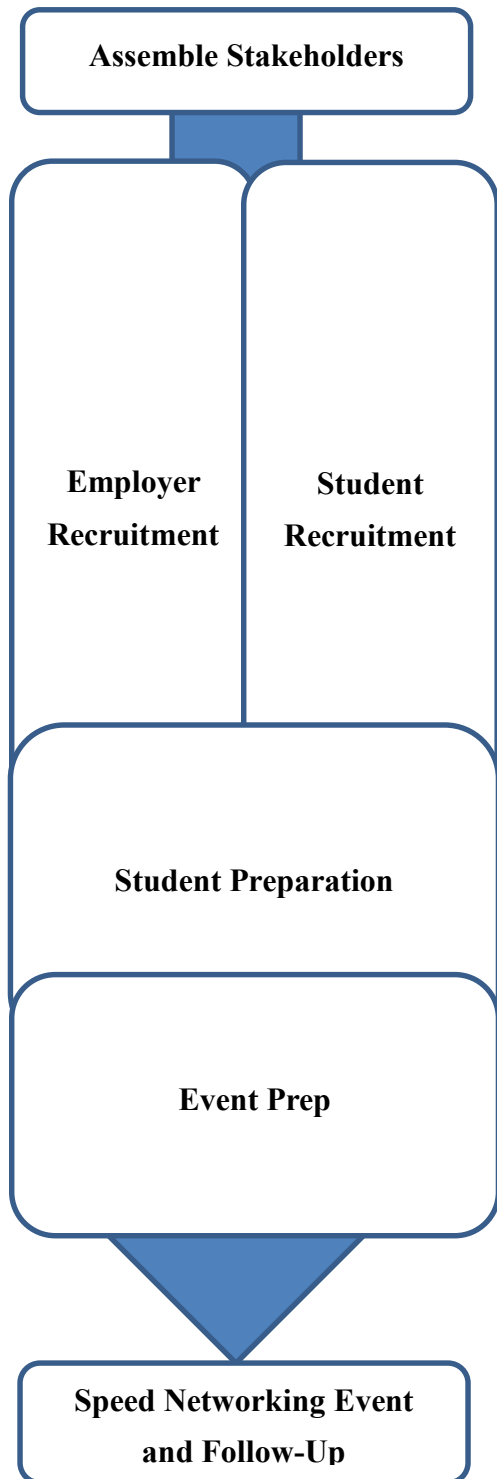 Assemble Stakeholders
Employer
Recruitment
Student
Recruitment
Student Preparation
Event Prep
Speed Networking Event
and Follow-Up